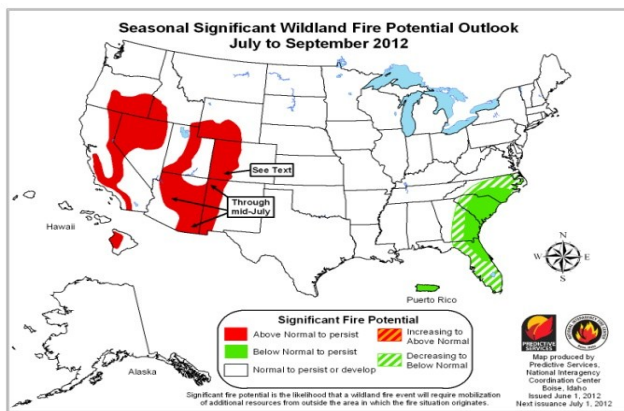 Seasonal Significant Wildland Fire Potential Outlook
July to September 2012
See Text
Through
mid-July
Hawaii
Puerto Rico
Alaska
N
W
E
S
Significant Fire Potential
Above Normal to persist
Increasing to
Above Normal
Below Normal to persist
Decreasing to
Below Normal
Normal to persist or develop
PREDICTIVE
SERVICES
Map produced by
Predictive Services,
National Interagency
Coordination Center
Boise, Idaho
Issued June 1, 2012
Next issuance July 1, 2012
Significant fire potential is the likelihood that a wildland fire event will require mobilization
of additional resources from outside the area in which the fire situation originates.